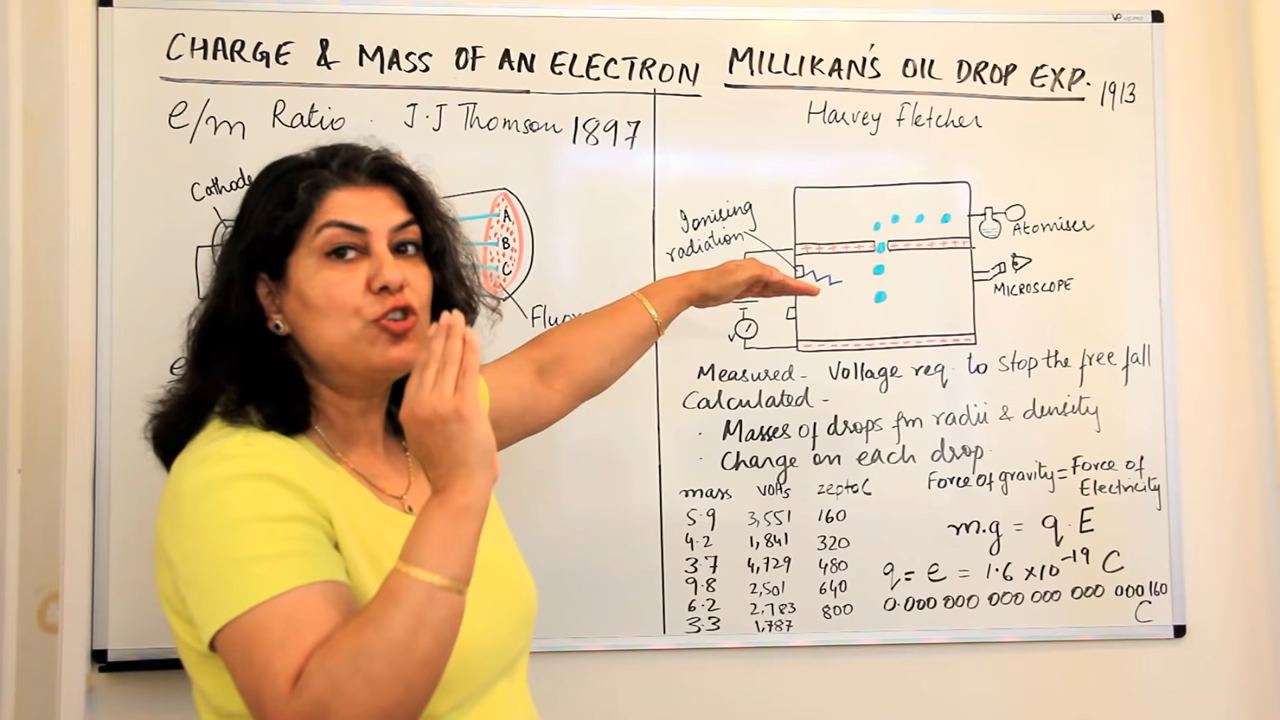 CHARGE & MASS OF AN ELECTRON
e/m Ratio . J.J Thomson 1897
Cathode
A
B
C
MILLIKAN'S OIL DROP EXP. 1913
Harvey Fletcher
Ionising
radiation
Atomiser
MICROSCOPE
V
Measured - Voltage req. to stop the free fall
Calculated -
· Masses of drops fm radii & density
· Change on each drop.
Force of gravity = Force of
Electricity
m.g = q.E
q = e = 1.6 x10⁻¹⁹ C
0.000 000 000 000 000 000 160
C
mass volts zeptoC
5.9 3,551 160
4.2 1,841 320
3.7 4,729 480
9.8 2,501 640
6.2 2,783 800
3.3 1,787